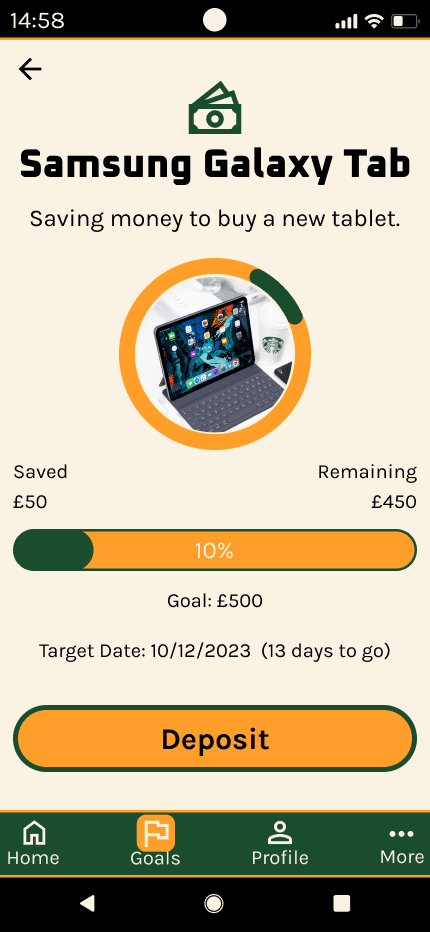 14:58
Samsung Galaxy Tab
Saving money to buy a new tablet.
Saved Remaining
£50 £450
10%
Goal: £500
Target Date: 10/12/2023 (13 days to go)
Deposit
Home Goals Profile More